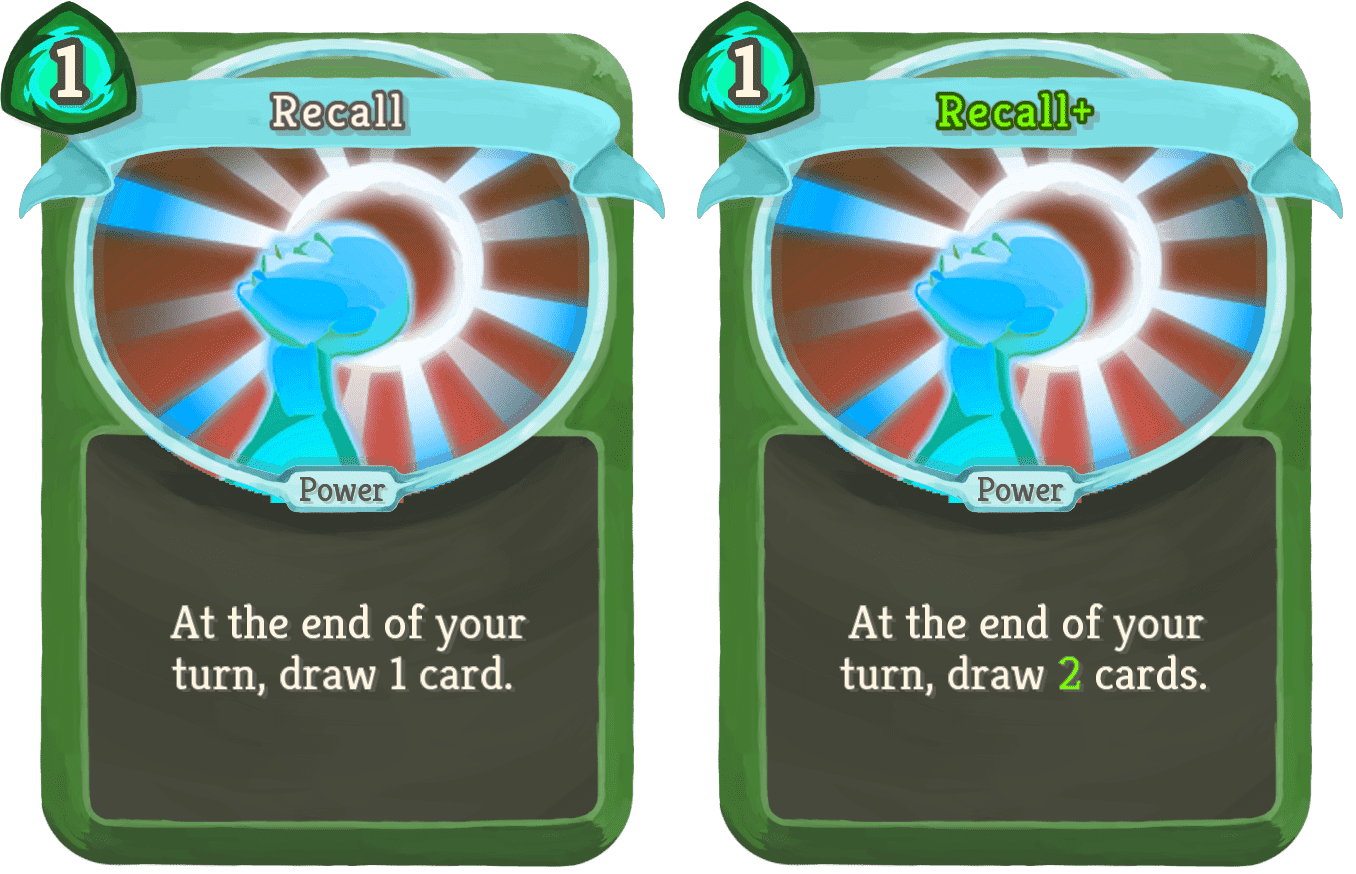 1
Recall
Power
At the end of your
turn, draw 1 card.
1
Recall+
Power
At the end of your
turn, draw 2 cards.